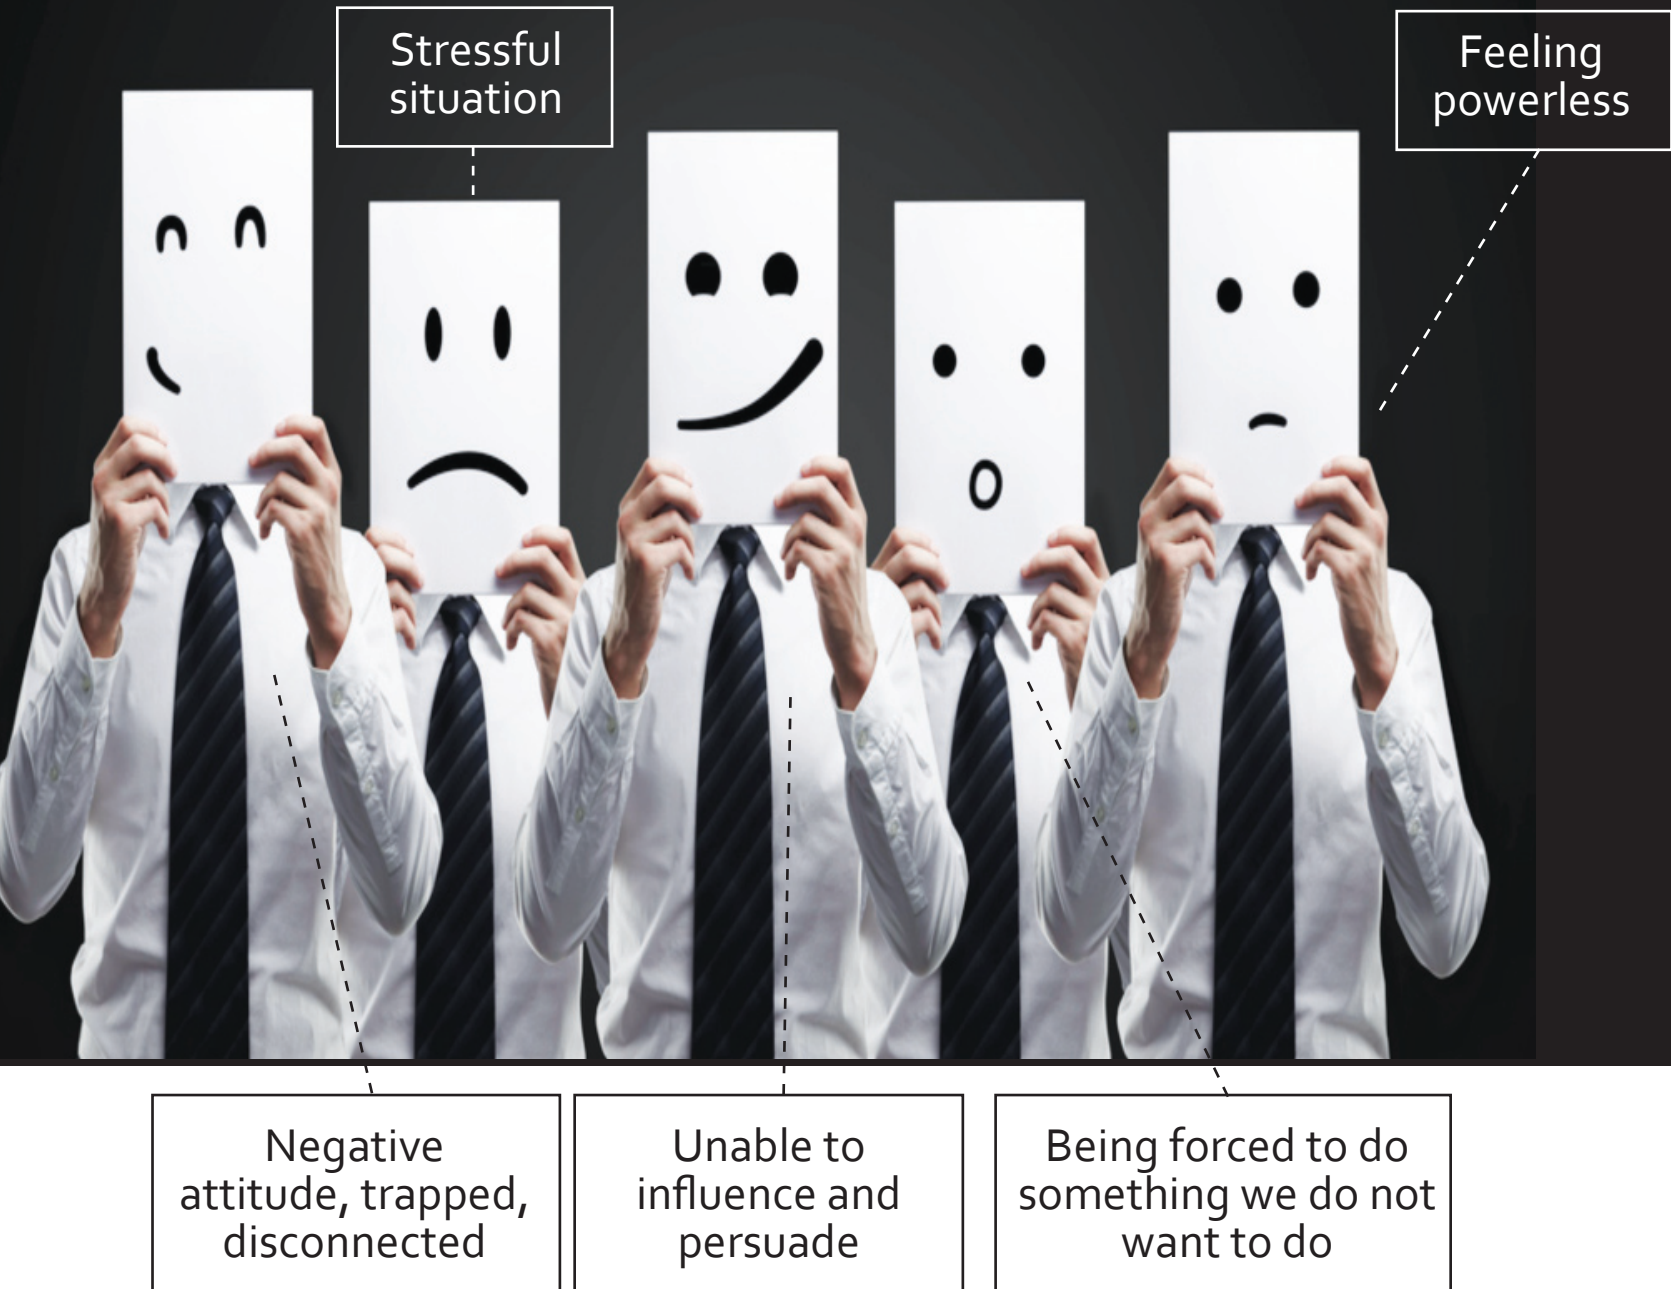 Stressful
situation
Feeling
powerless
Negative
attitude, trapped,
disconnected
Unable to
influence and
persuade
Being forced to do
something we do not
want to do